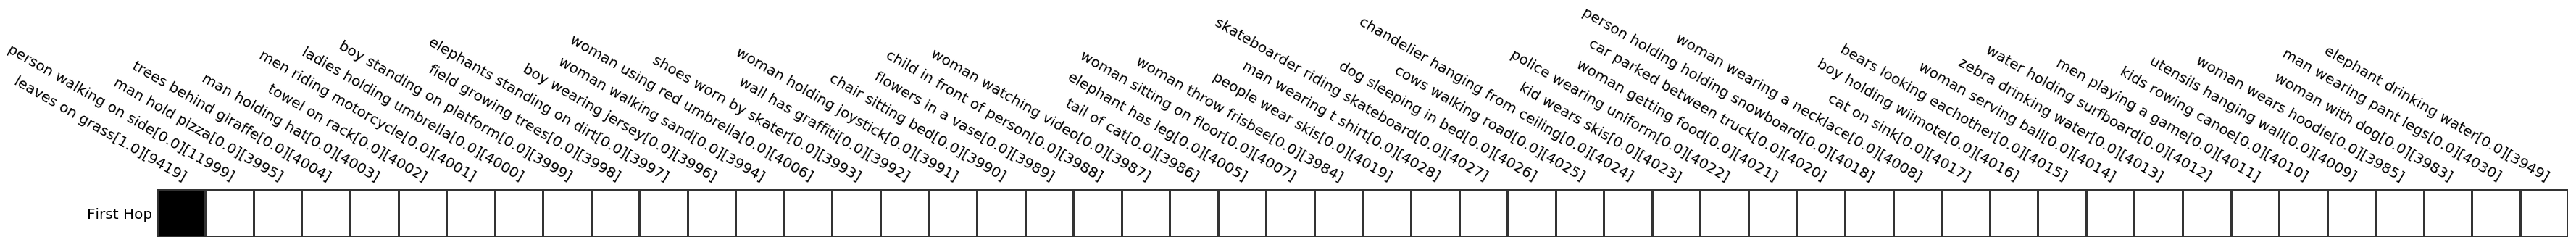 leaves on grass[1.0][9419]
person walking on side[0.0][11999]
man hold pizza[0.0][3995]
trees behind giraffe[0.0][4004]
man holding hat[0.0][4003]
towel on rack[0.0][4002]
men riding motorcycle[0.0][4001]
ladies holding umbrella[0.0][4000]
boy standing on platform[0.0][3999]
field growing trees[0.0][3998]
elephants standing on dirt[0.0][3997]
boy wearing jersey[0.0][3996]
woman walking sand[0.0][3994]
woman using red umbrella[0.0][4006]
shoes worn by skater[0.0][3993]
wall has graffiti[0.0][3992]
woman holding joystick[0.0][3991]
chair sitting bed[0.0][3990]
flowers in a vase[0.0][3989]
child in front of person[0.0][3988]
woman watching video[0.0][3987]
tail of cat[0.0][3986]
elephant has leg[0.0][4005]
woman sitting on floor[0.0][4007]
woman throw frisbee[0.0][3984]
people wear skis[0.0][4019]
man wearing t shirt[0.0][4028]
skateboarder riding skateboard[0.0][4027]
dog sleeping in bed[0.0][4026]
cows walking road[0.0][4025]
chandelier hanging from ceiling[0.0][4024]
kid wears skis[0.0][4023]
police wearing uniform[0.0][4022]
woman getting food[0.0][4021]
car parked between truck[0.0][4020]
person holding holding snowboard[0.0][4018]
woman wearing a necklace[0.0][4008]
cat on sink[0.0][4017]
boy holding wiimote[0.0][4016]
bears looking eachother[0.0][4015]
woman serving ball[0.0][4014]
zebra drinking water[0.0][4013]
water holding surfboard[0.0][4012]
men playing a game[0.0][4011]
kids rowing canoe[0.0][4010]
utensils hanging wall[0.0][4009]
woman wears hoodie[0.0][3985]
woman with dog[0.0][3983]
man wearing pant legs[0.0][4030]
elephant drinking water[0.0][3949]
First Hop